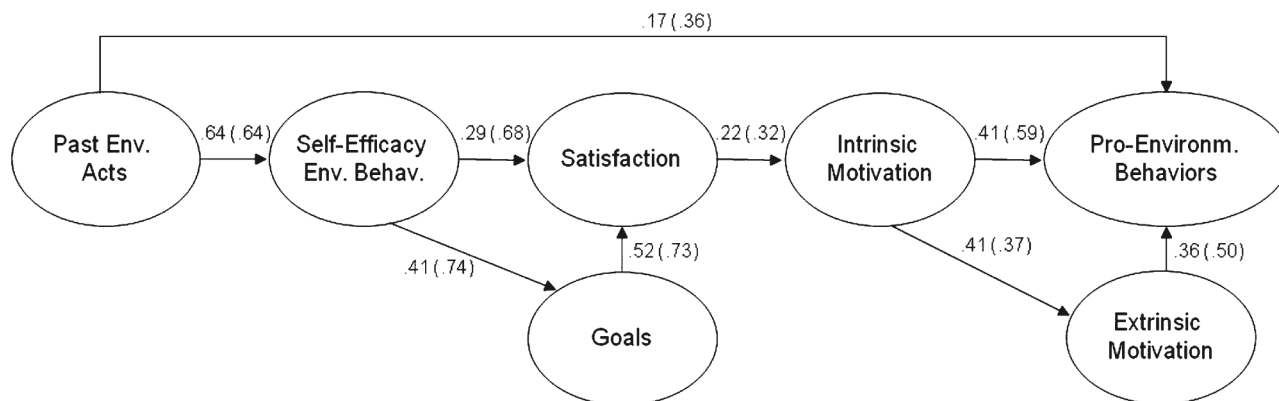 .17(.36)
Past Env.
Acts
.64(.64)
Self-Efficacy
Env. Behav.
.29(.68)
Satisfaction
.22(.32)
Intrinsic
Motivation
.41(.59)
Pro-Environm.
Behaviors
.41(.74)
.52(.73)
.41(.37)
.36(.50)
Goals
Extrinsic
Motivation